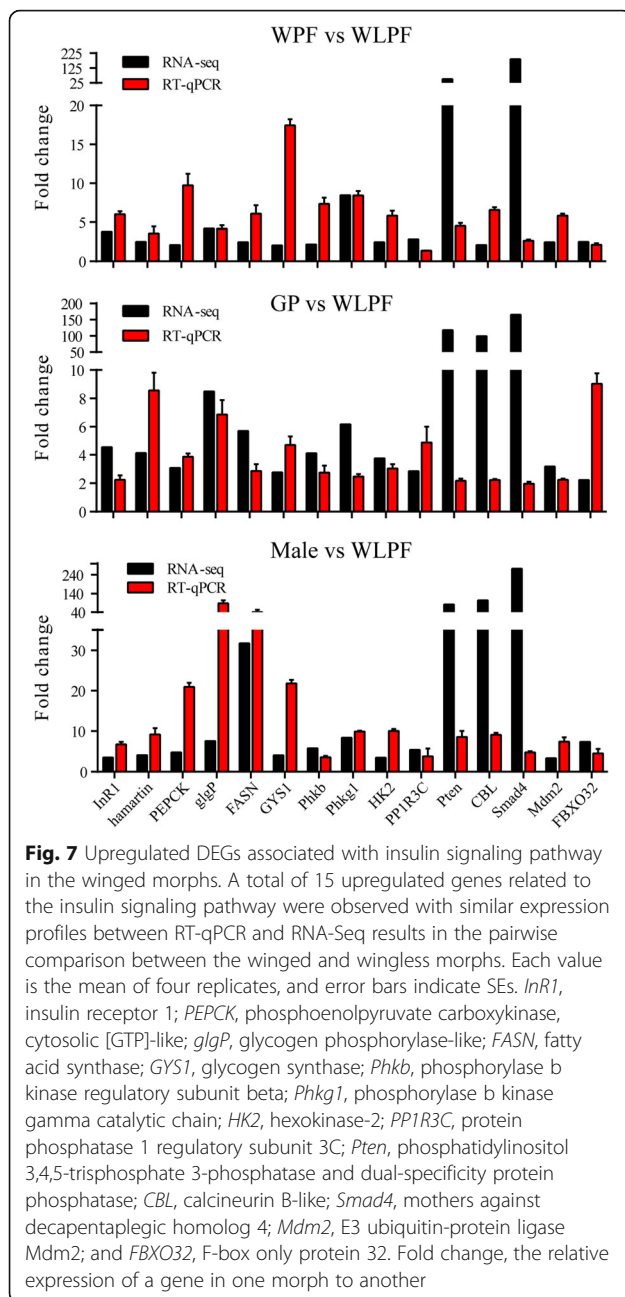 WPF vs WLPF
225
125
25
RNA-seq
RT-qPCR
20
15
10
5
0
Fold change
GP vs WLPF
200
150
100
50
RNA-seq
RT-qPCR
10
8
6
4
2
0
Fold change
Male vs WLPF
240
140
40
RNA-seq
RT-qPCR
30
20
10
0
Fold change
InR1
hamartin
PEPCK
glgP
FASN
GYS1
Phkb
Phkg1
HK2
PP1R3C
Pten
CBL
Smad4
Mdm2
FBXO32
Fig. 7 Upregulated DEGs associated with insulin signaling pathway
in the winged morphs. A total of 15 upregulated genes related to
the insulin signaling pathway were observed with similar expression
profiles between RT-qPCR and RNA-Seq results in the pairwise
comparison between the winged and wingless morphs. Each value
is the mean of four replicates, and error bars indicate SEs. InR1,
insulin receptor 1; PEPCK, phosphoenolpyruvate carboxykinase,
cytosolic [GTP]-like; glgP, glycogen phosphorylase-like; FASN, fatty
acid synthase; GYS1, glycogen synthase; Phkb, phosphorylase b
kinase regulatory subunit beta; Phkg1, phosphorylase b kinase
gamma catalytic chain; HK2, hexokinase-2; PP1R3C, protein
phosphatase 1 regulatory subunit 3C; Pten, phosphatidylinositol
3,4,5-trisphosphate 3-phosphatase and dual-specificity protein
phosphatase; CBL, calcineurin B-like; Smad4, mothers against
decapentaplegic homolog 4; Mdm2, E3 ubiquitin-protein ligase
Mdm2; and FBXO32, F-box only protein 32. Fold change, the relative
expression of a gene in one morph to another